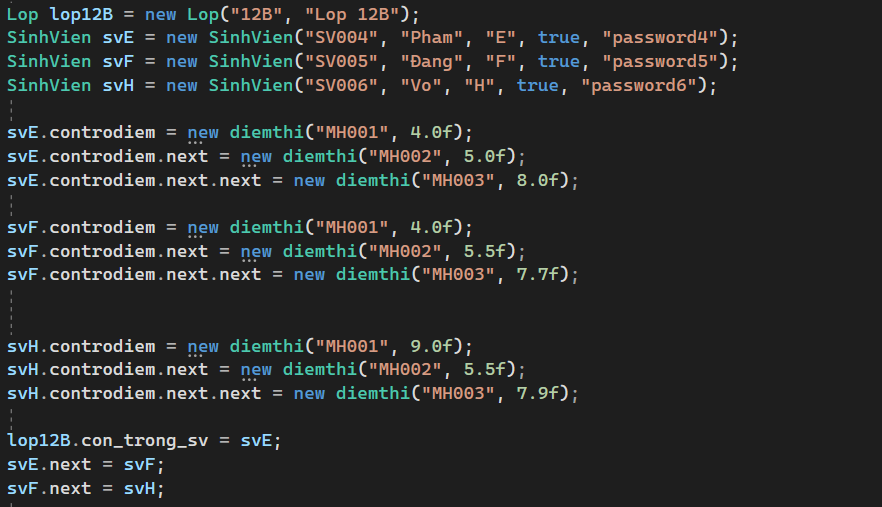 Lop lop12B = new Lop("12B", "Lop 12B");
SinhVien svE = new SinhVien("SV004", "Pham", "E", true, "password4");
SinhVien svF = new SinhVien("SV005", "Đang", "F", true, "password5");
SinhVien svH = new SinhVien("SV006", "Vo", "H", true, "password6");
svE.controdiem = new diemthi("MH001", 4.0f);
svE.controdiem.next = new diemthi("MH002", 5.0f);
svE.controdiem.next.next = new diemthi("MH003", 8.0f);
svF.controdiem = new diemthi("MH001", 4.0f);
svF.controdiem.next = new diemthi("MH002", 5.5f);
svF.controdiem.next.next = new diemthi("MH003", 7.7f);
svH.controdiem = new diemthi("MH001", 9.0f);
svH.controdiem.next = new diemthi("MH002", 5.5f);
svH.controdiem.next.next = new diemthi("MH003", 7.9f);
lop12B.con_trong_sv = svE;
svE.next = svF;
svF.next = svH;